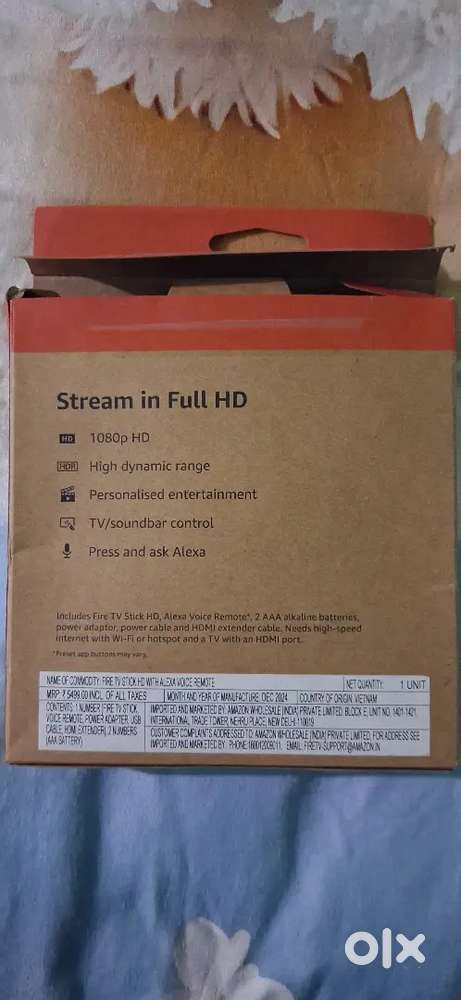 Stream in Full HD
HD 1080p HD
HDR High dynamic range
Personalised entertainment
TV/soundbar control
Press and ask Alexa
Includes Fire TV Stick HD, Alexa Voice Remote*, 2 AAA alkaline batteries,
power adaptor, power cable and HDMI extender cable. Needs high-speed
internet with Wi-Fi or hotspot and a TV with an HDMI port.
*Preset app buttons may vary.
NAME OF COMMODITY: FIRE TV STICK HD WITH ALEXA VOICE REMOTE NET QUANTITY: 1 UNIT
MRP: ₹ 5499.00 INCL. OF ALL TAXES MONTH AND YEAR OF MANUFACTURE: DEC 2024 COUNTRY OF ORIGIN: VIETNAM
CONTENTS: 1 NUMBER (FIRE TV STICK,
VOICE REMOTE, POWER ADAPTER, USB
CABLE, HDMI EXTENDER), 2 NUMBERS
(AAA BATTERY)
IMPORTED AND MARKETED BY: AMAZON WHOLESALE (INDIA) PRIVATE LIMITED, BLOCK E, UNIT NO. 1401-1421,
INTERNATIONAL TRADE TOWER, NEHRU PLACE, NEW DELHI-110019
CUSTOMER COMPLAINTS ADDRESSED TO: AMAZON WHOLESALE (INDIA) PRIVATE LIMITED, FOR ADDRESS SEE
IMPORTED AND MARKETED BY. PHONE: EMAIL: FIRETV-SUPPORT@AMAZON.IN
olx